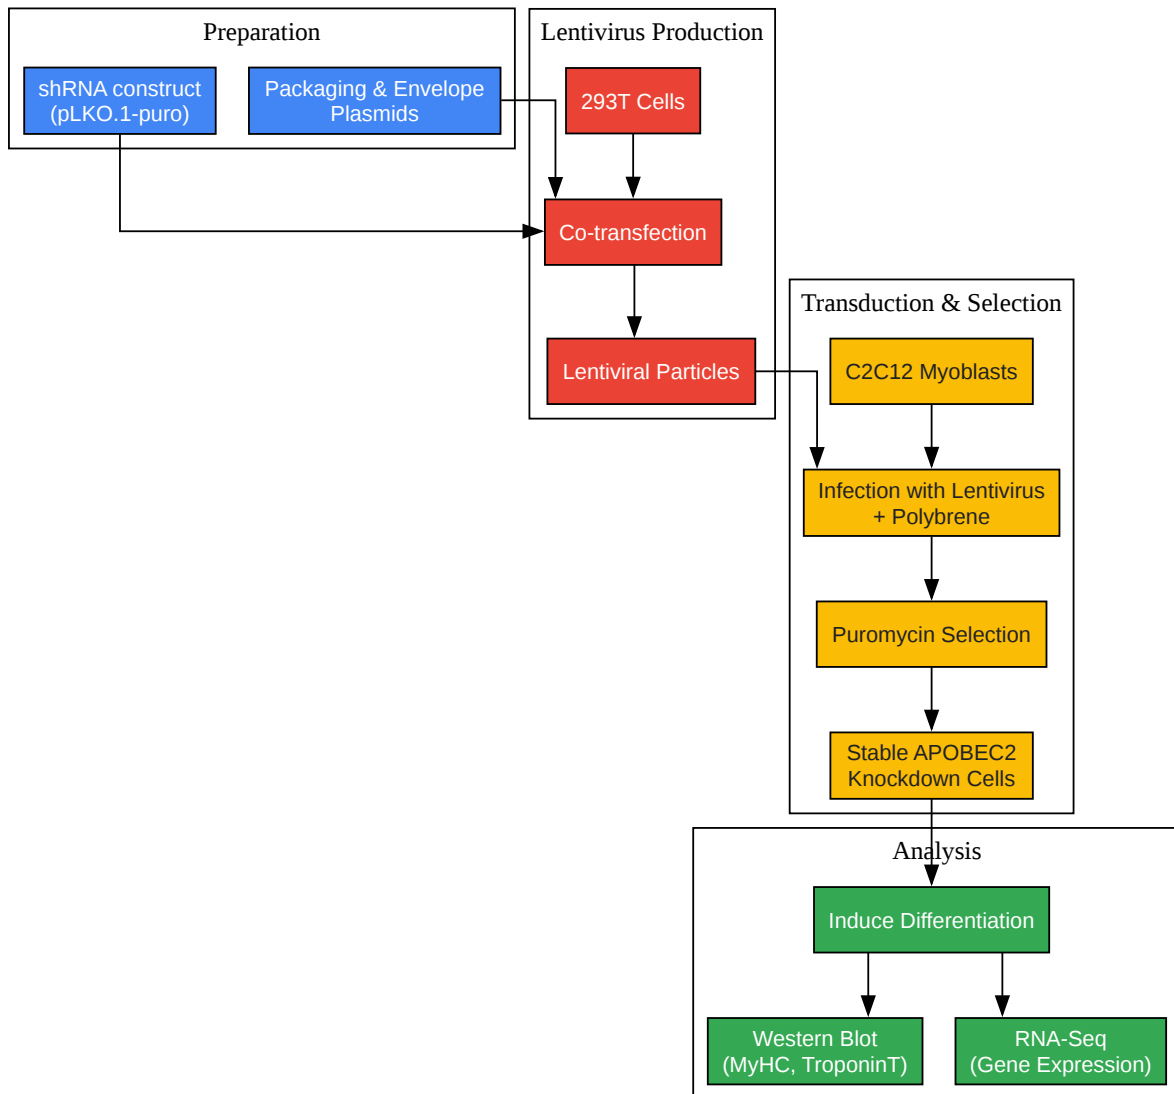 Preparation
shRNA construct
(pLKO.1-puro)
Packaging & Envelope
Plasmids
Lentivirus Production
293T Cells
Co-transfection
Lentiviral Particles
Transduction & Selection
C2C12 Myoblasts
Infection with Lentivirus
+ Polybrene
Puromycin Selection
Stable APOBEC2
Knockdown Cells
Analysis
Induce Differentiation
Western Blot
(MyHC, TroponinT)
RNA-Seq
(Gene Expression)